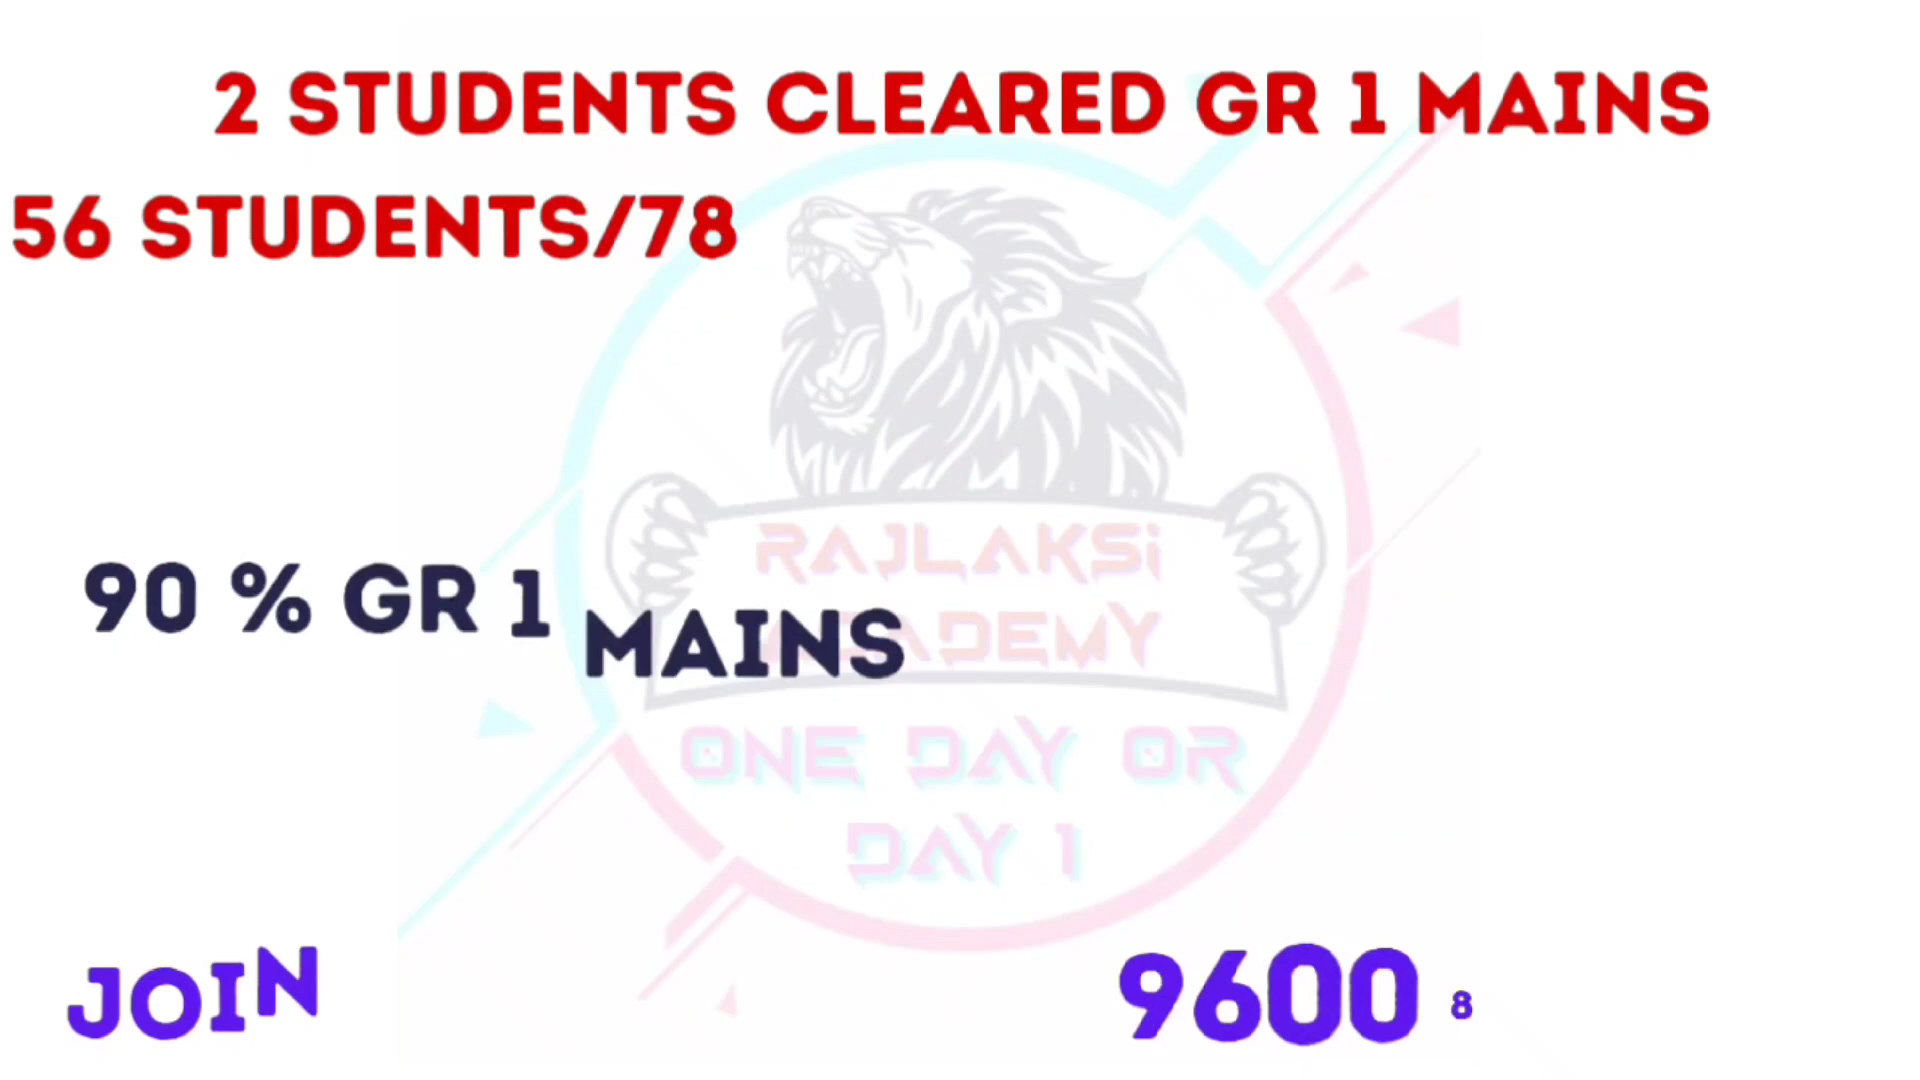 2 STUDENTS CLEARED GR 1 MAINS
56 STUDENTS/78
90 % GR 1 MAINS
RAJLAKSi
ACADEMY
ONE DAY OR
DAY 1
JOIN
9600 8